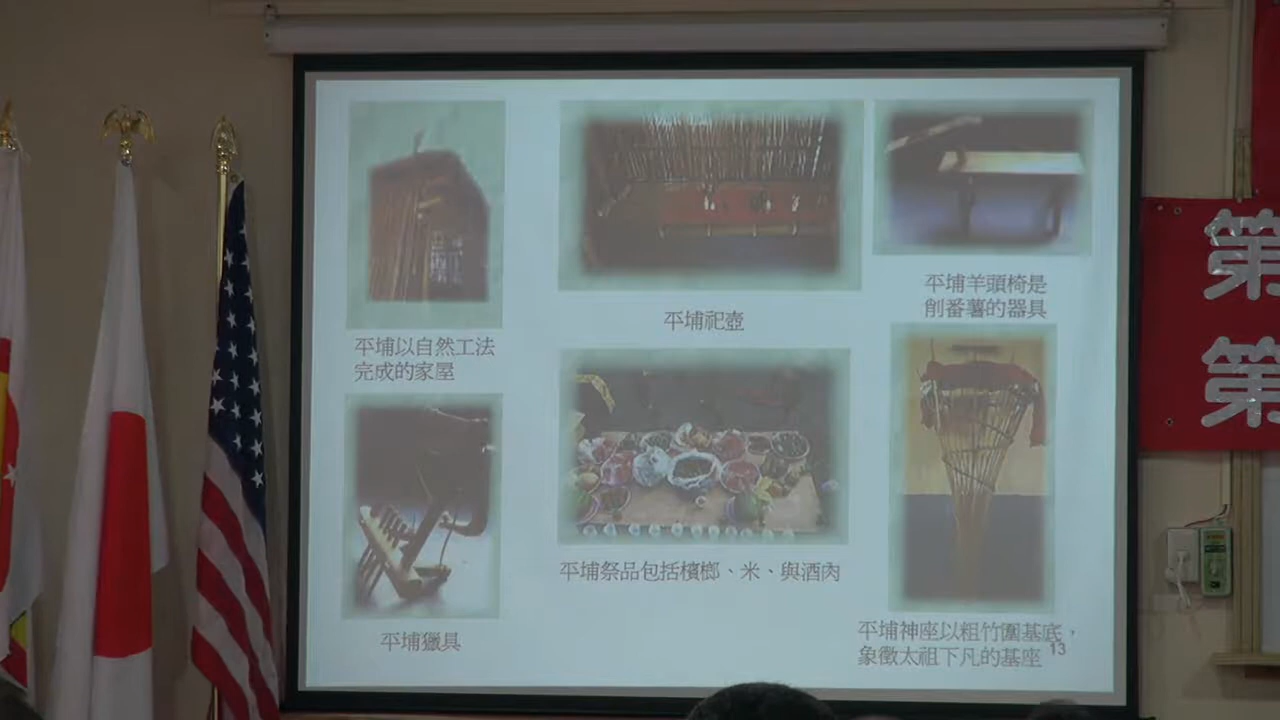 平埔以自然工法
完成的家屋
平埔祀壺
平埔羊頭椅是
削番薯的器具
平埔獵具
平埔祭品包括檳榔、米、與酒肉
平埔神座以粗竹圍基底，
象徵太祖下凡的基座
13
第
第